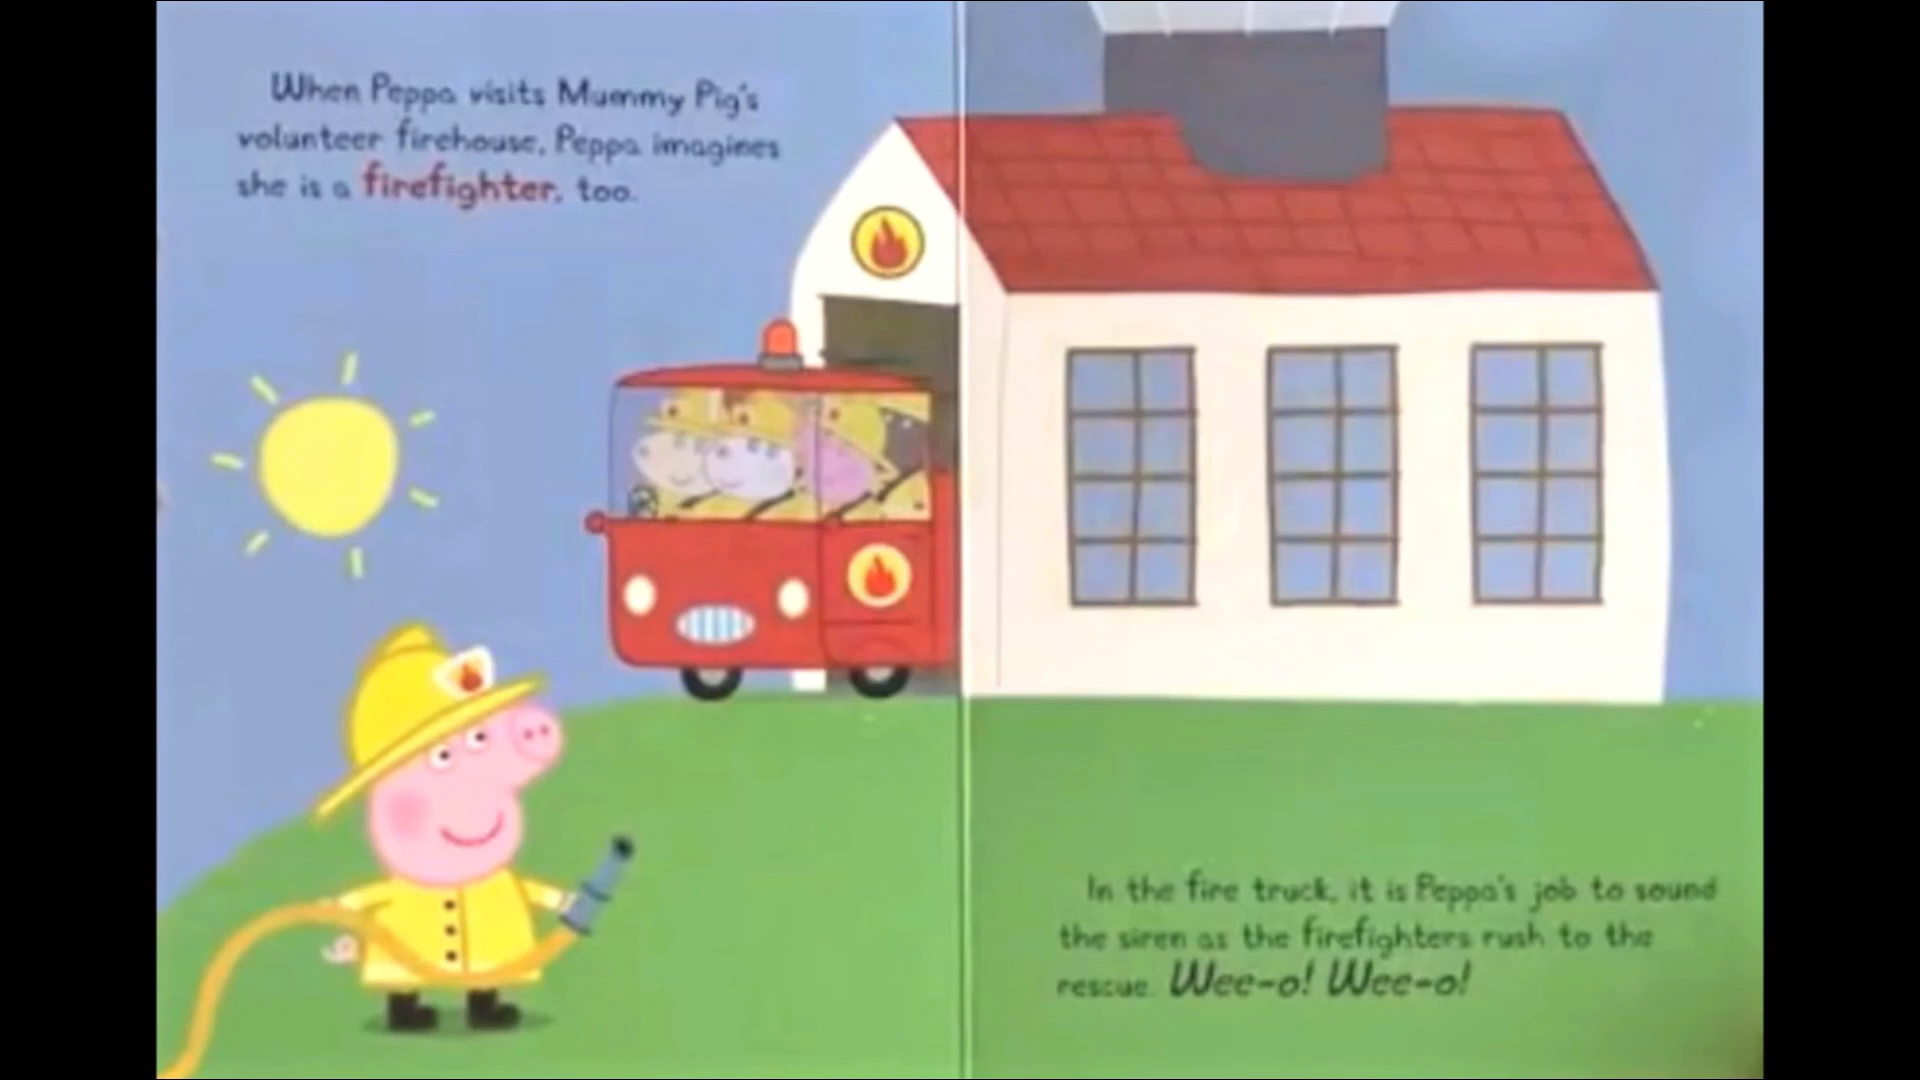 When Peppa visits Mummy Pig's
volunteer firehouse, Peppa imagines
she is a firefighter, too.
In the fire truck, it is Peppa's job to sound
the siren as the firefighters rush to the
rescue. Wee-o! Wee-o!